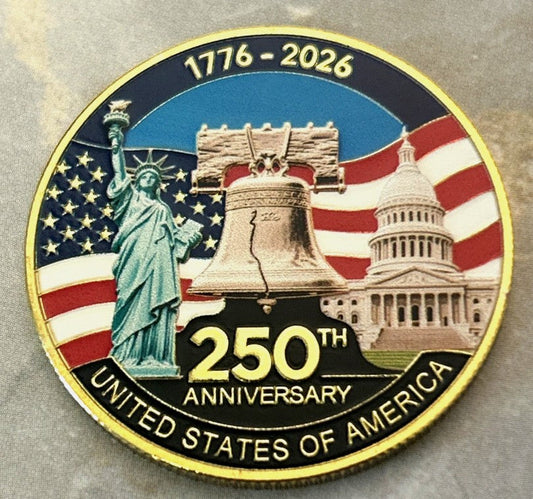 1776 - 2026
250TH
ANNIVERSARY
UNITED STATES OF AMERICA